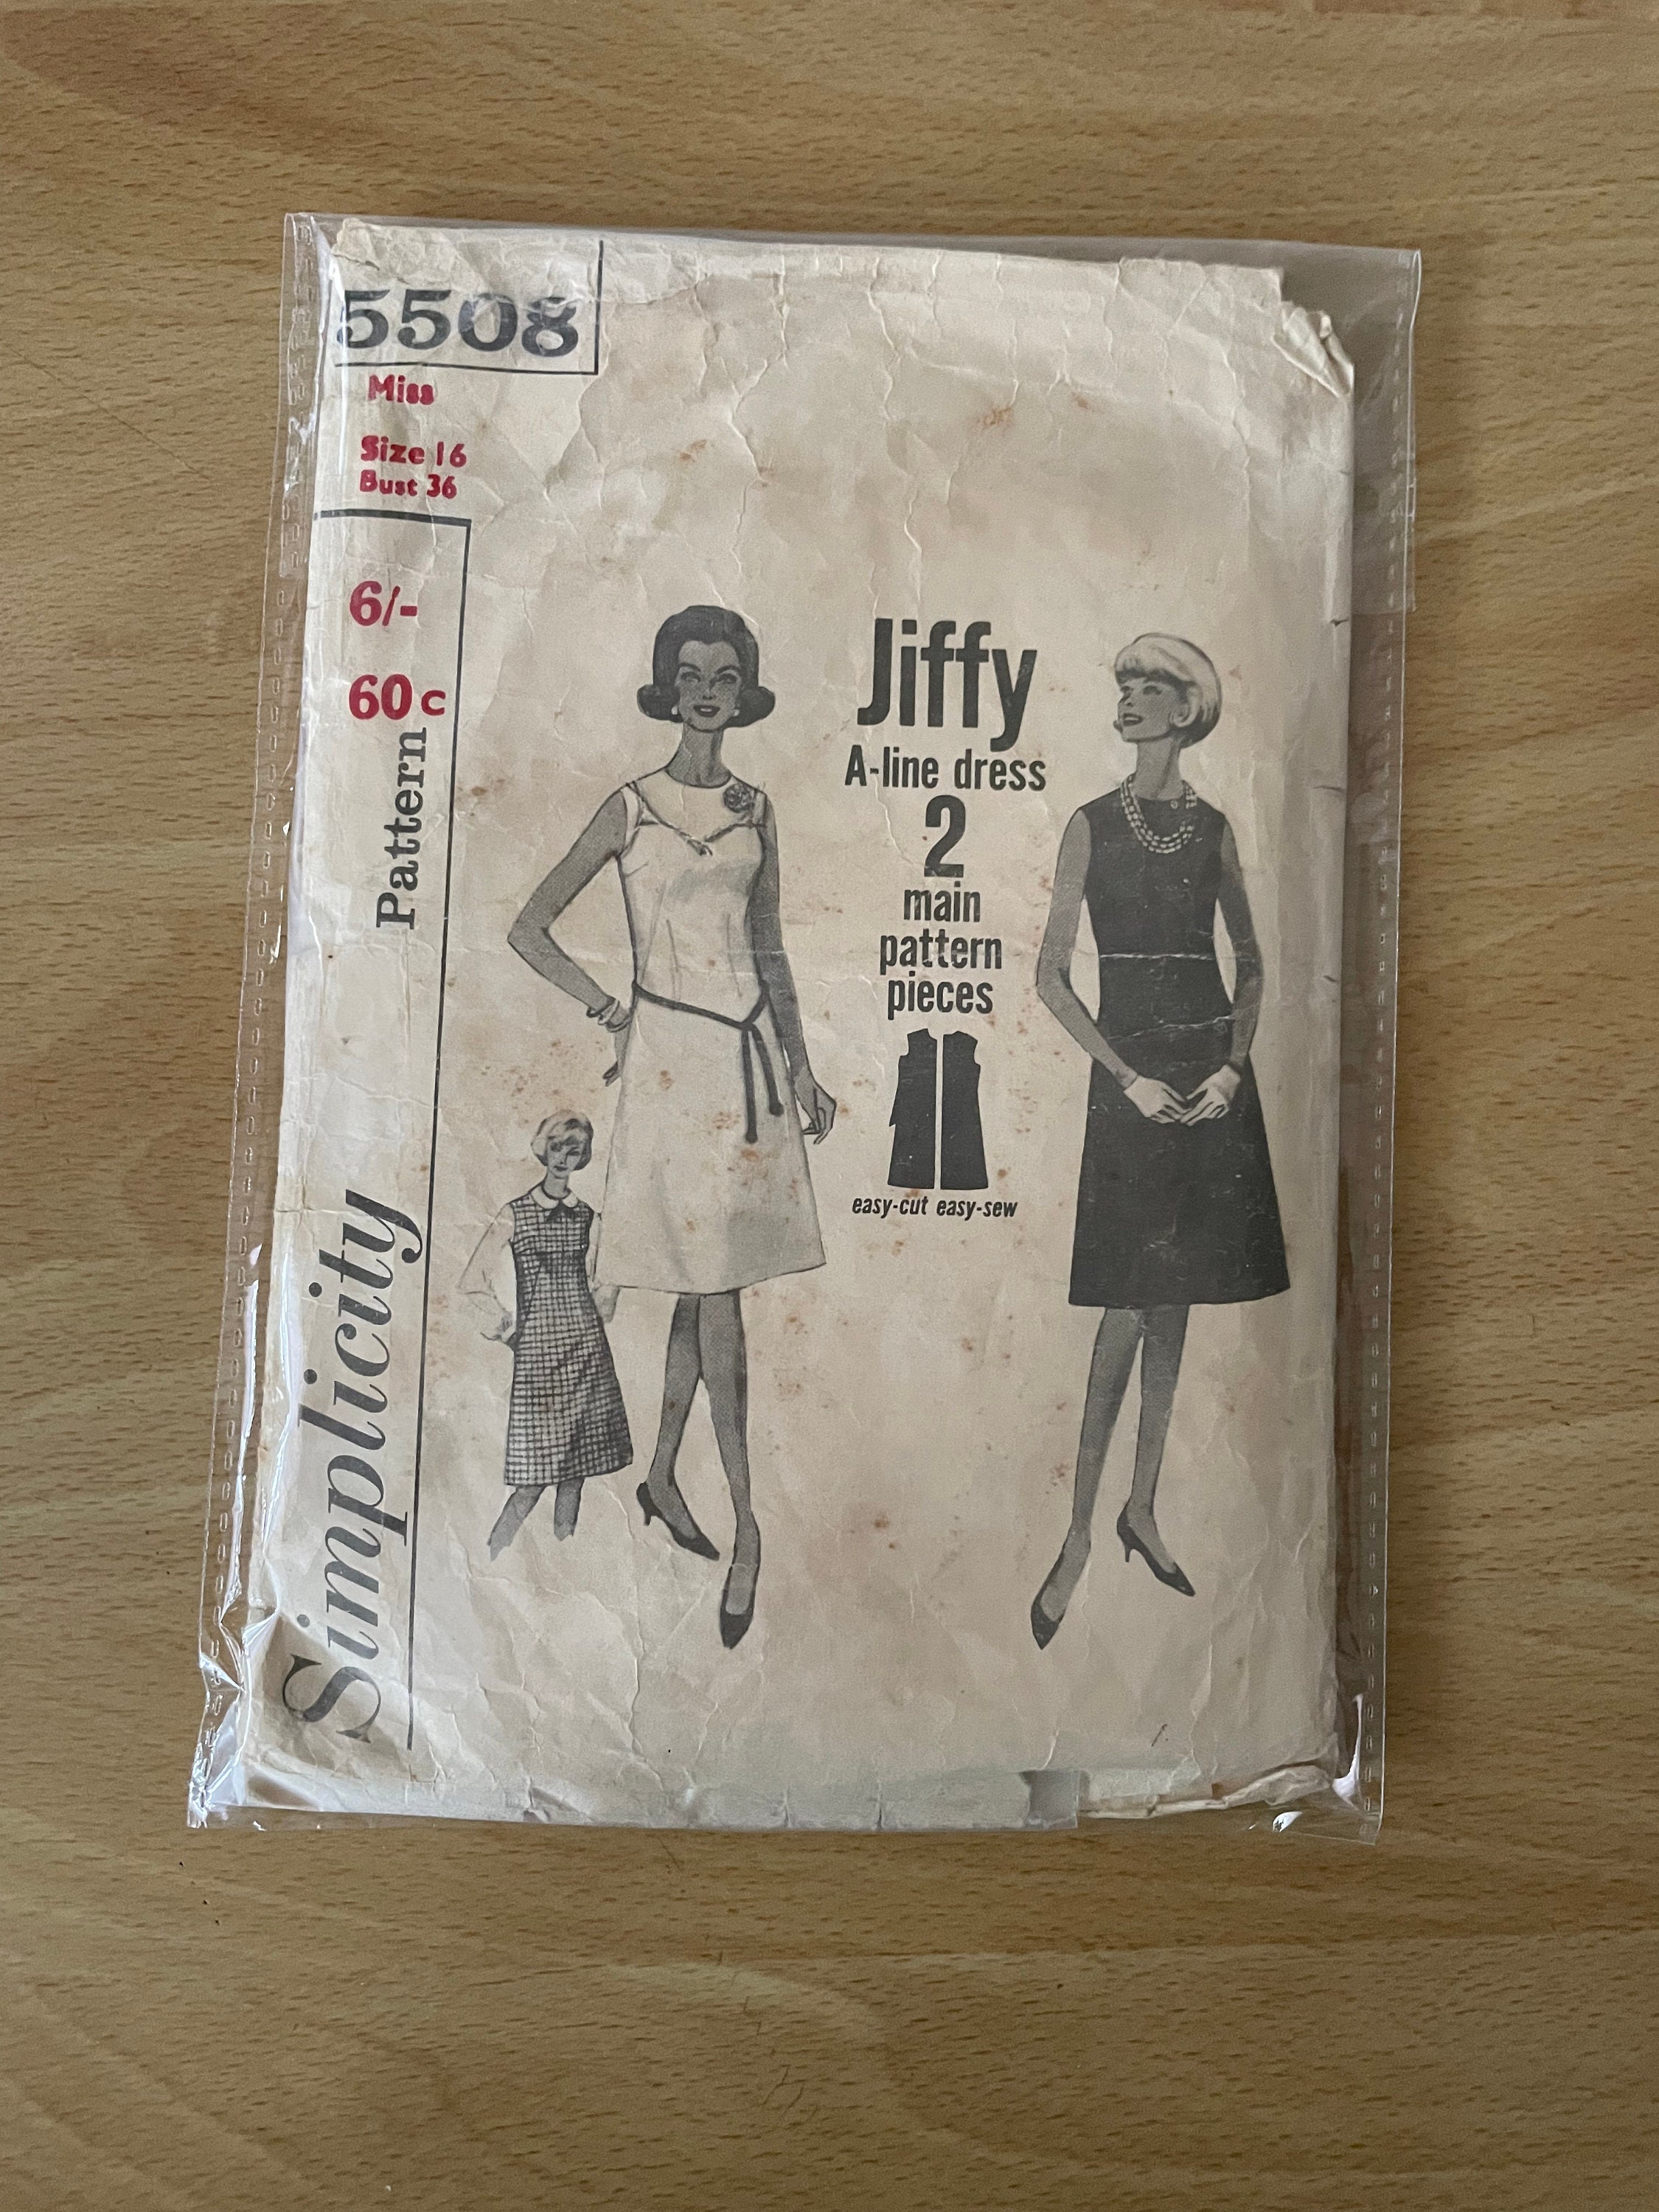 5508
Miss
Size 16
Bust 36
6/-
60c
Simplicity Pattern
Jiffy
A-line dress
2
main
pattern
pieces
easy-cut easy-sew